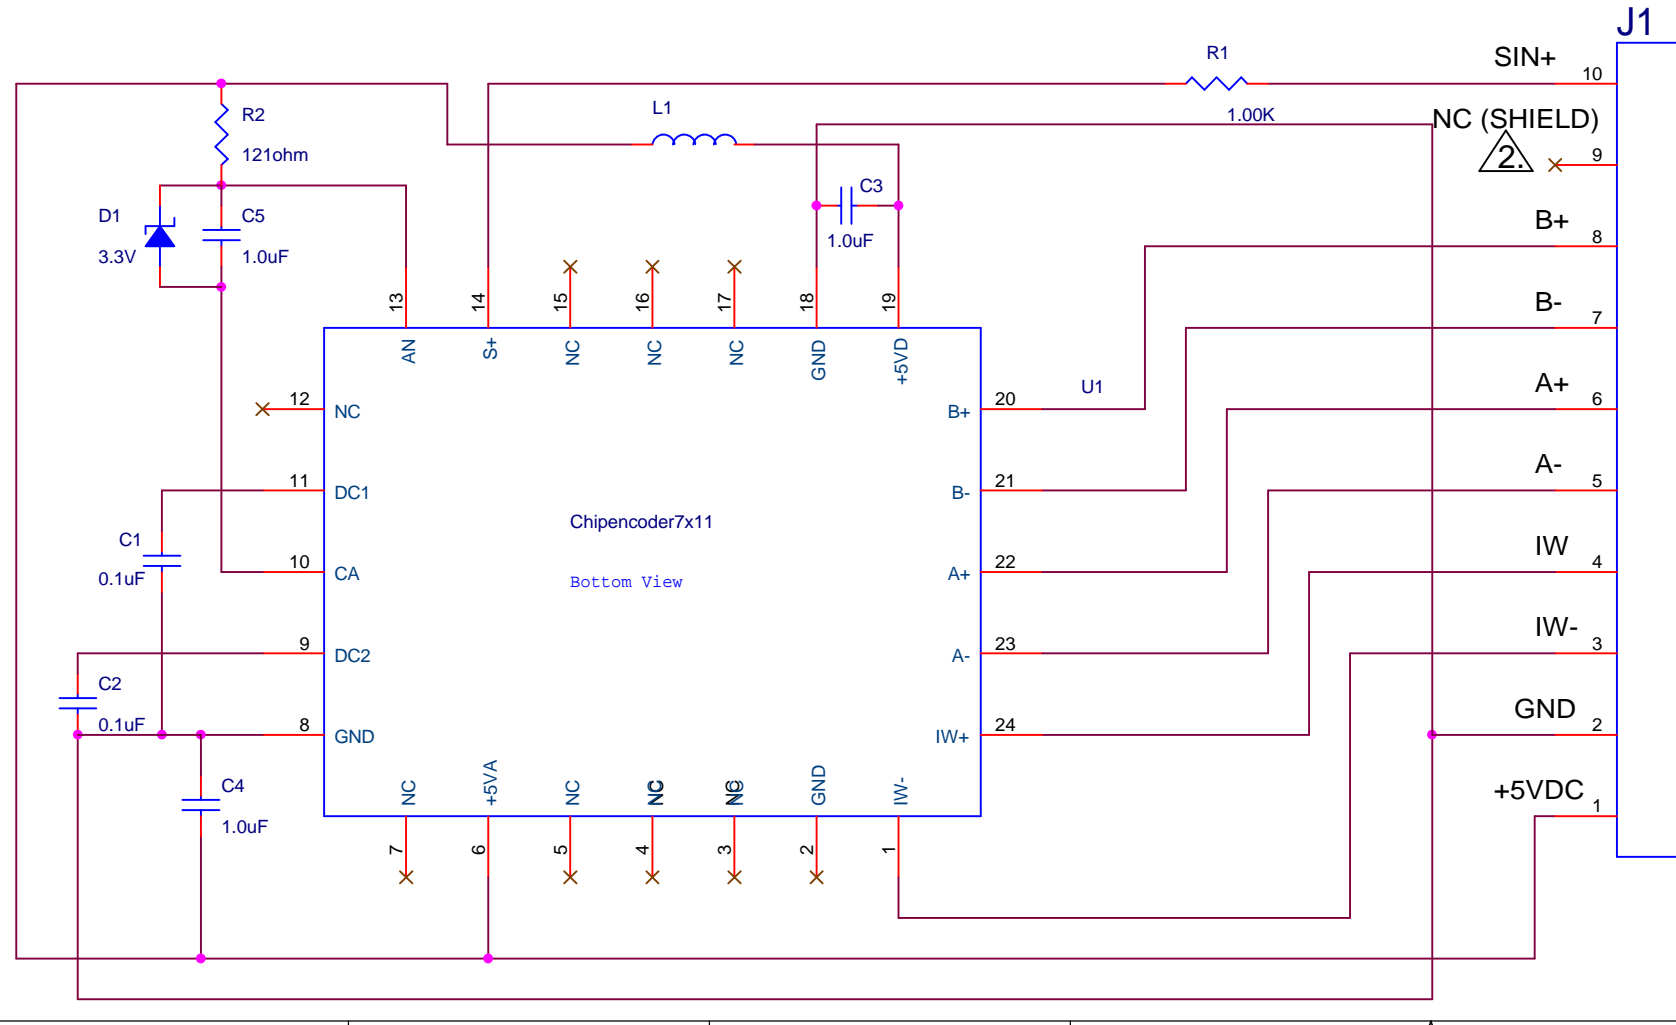 J1
SIN+
10
R1
1.00K
NC (SHIELD)
2.
9
B+
8
B-
7
A+
6
A-
5
IW
4
IW-
3
GND
2
+5VDC
1
R2
121ohm
L1
C3
1.0uF
D1
3.3V
C5
1.0uF
13
14
15
16
17
18
19
AN
S+
NC
NC
NC
GND
+5VD
U1
12
NC
11
DC1
10
CA
9
DC2
8
GND
C1
0.1uF
C2
0.1uF
C4
1.0uF
Chipencoder7x11
Bottom View
B+
20
B-
21
A+
22
A-
23
IW+
24
NC
+5VA
NC
NC
NC
GND
IW-
7
6
5
4
3
2
1